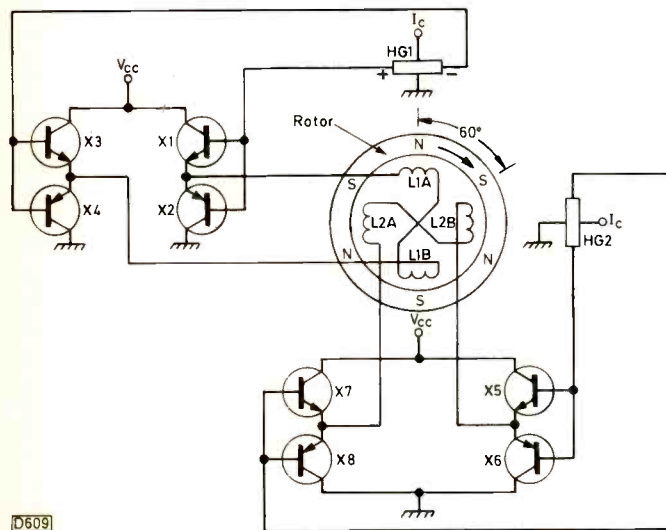 I_C
HG1
+
−
V_CC
X3
X1
X4
X2
Rotor
60°
N
S
S
L1A
L2A
L2B
I_C
HG2
N
L1B
N
S
V_CC
X7
X5
X8
X6
D609